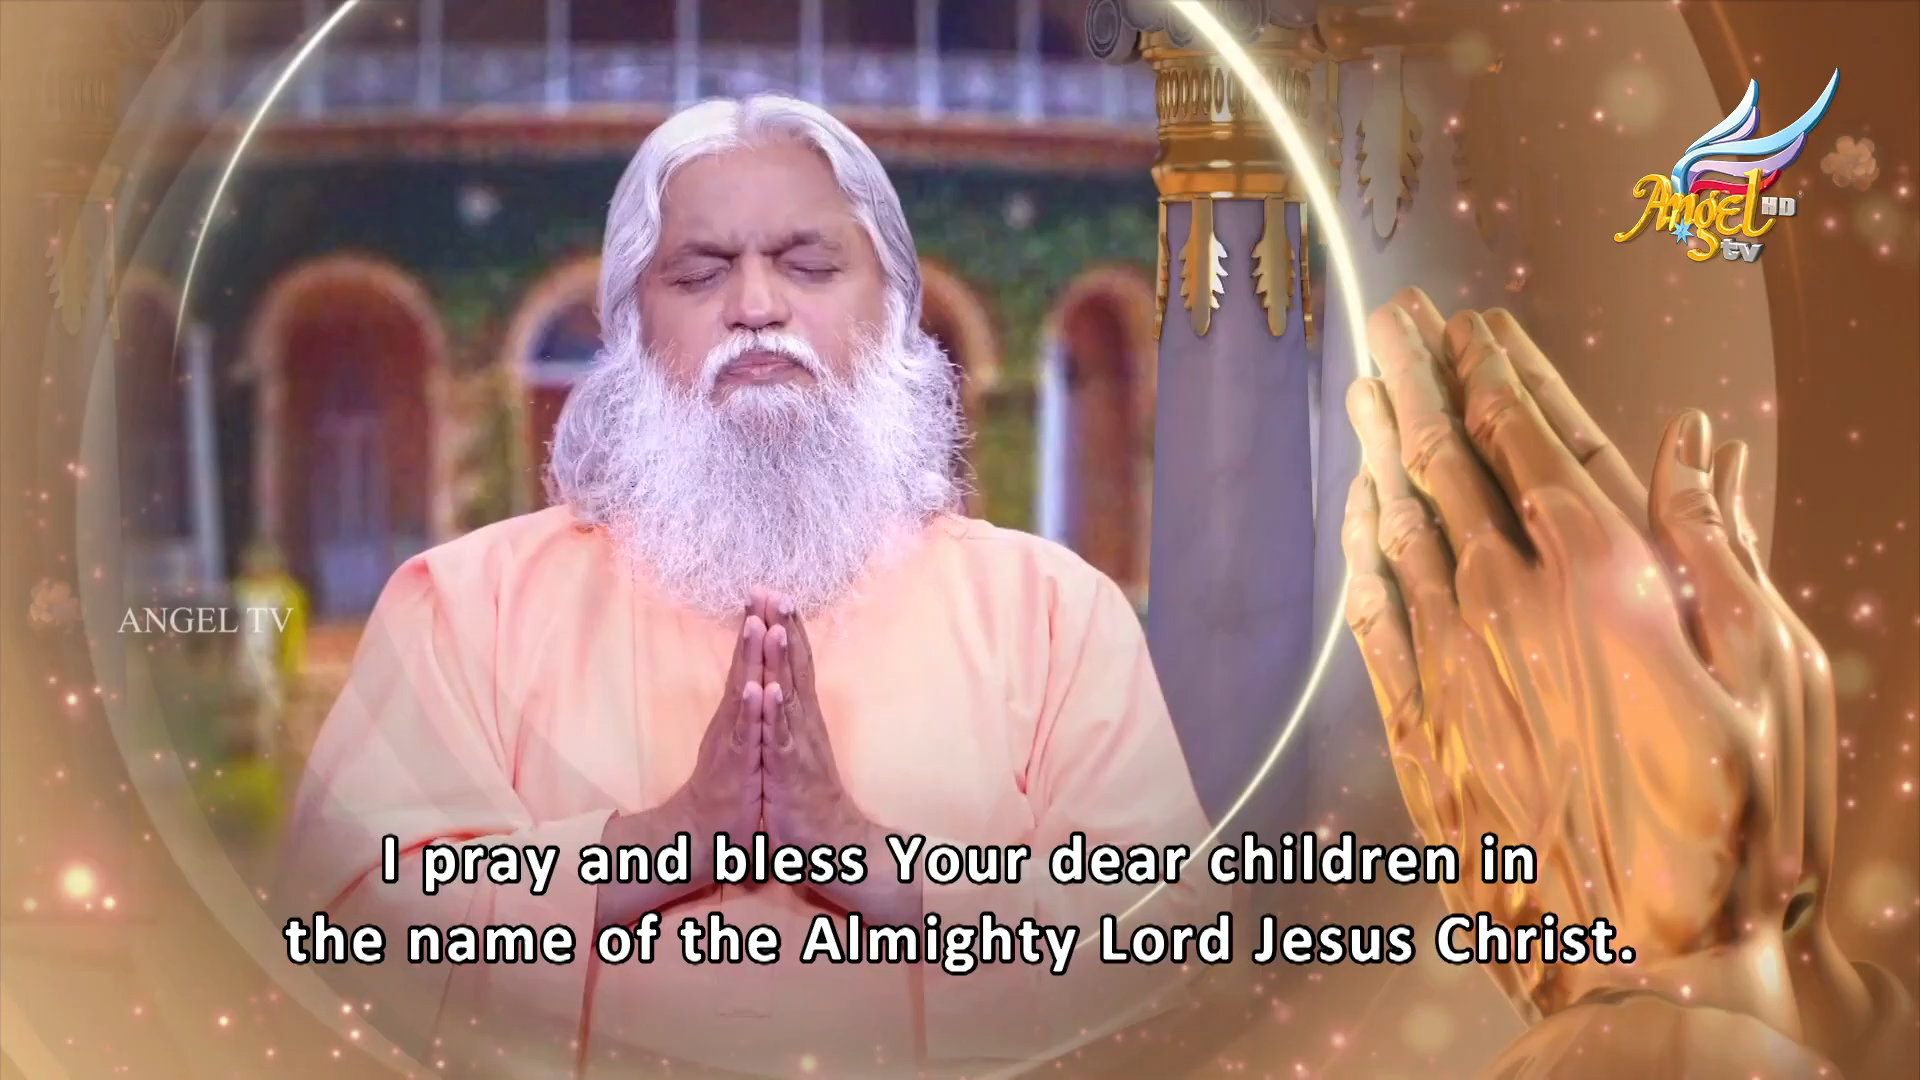 Angel HD
tv
ANGEL TV
I pray and bless Your dear children in
the name of the Almighty Lord Jesus Christ.